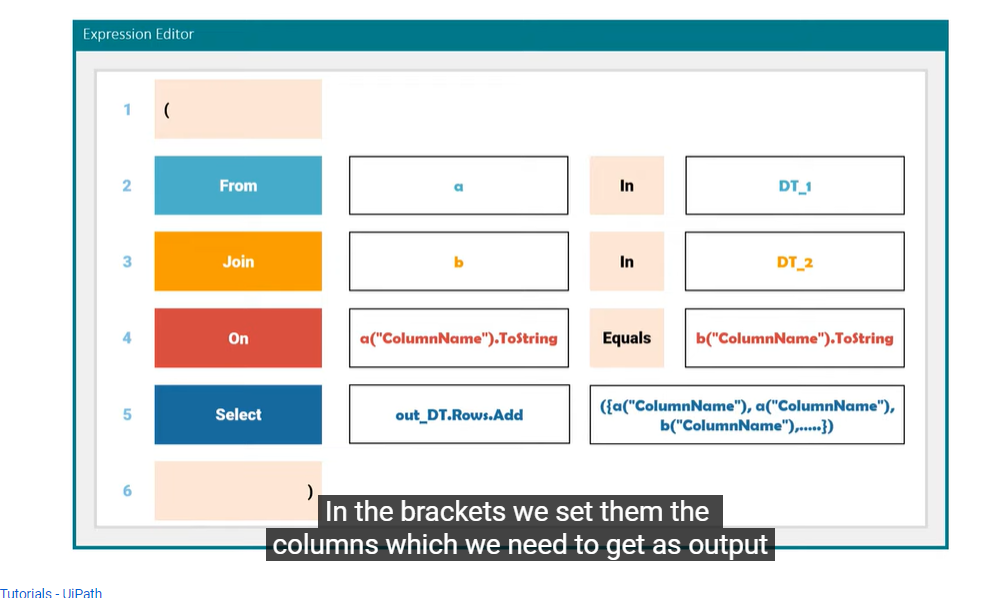 Expression Editor
1 (
2 From a In DT_1
3 Join b In DT_2
4 On a("ColumnName").ToString Equals b("ColumnName").ToString
5 Select out_DT.Rows.Add ({a("ColumnName"), a("ColumnName"),
b("ColumnName"),.....})
6 )
In the brackets we set them the
columns which we need to get as output
Tutorials - UiPath